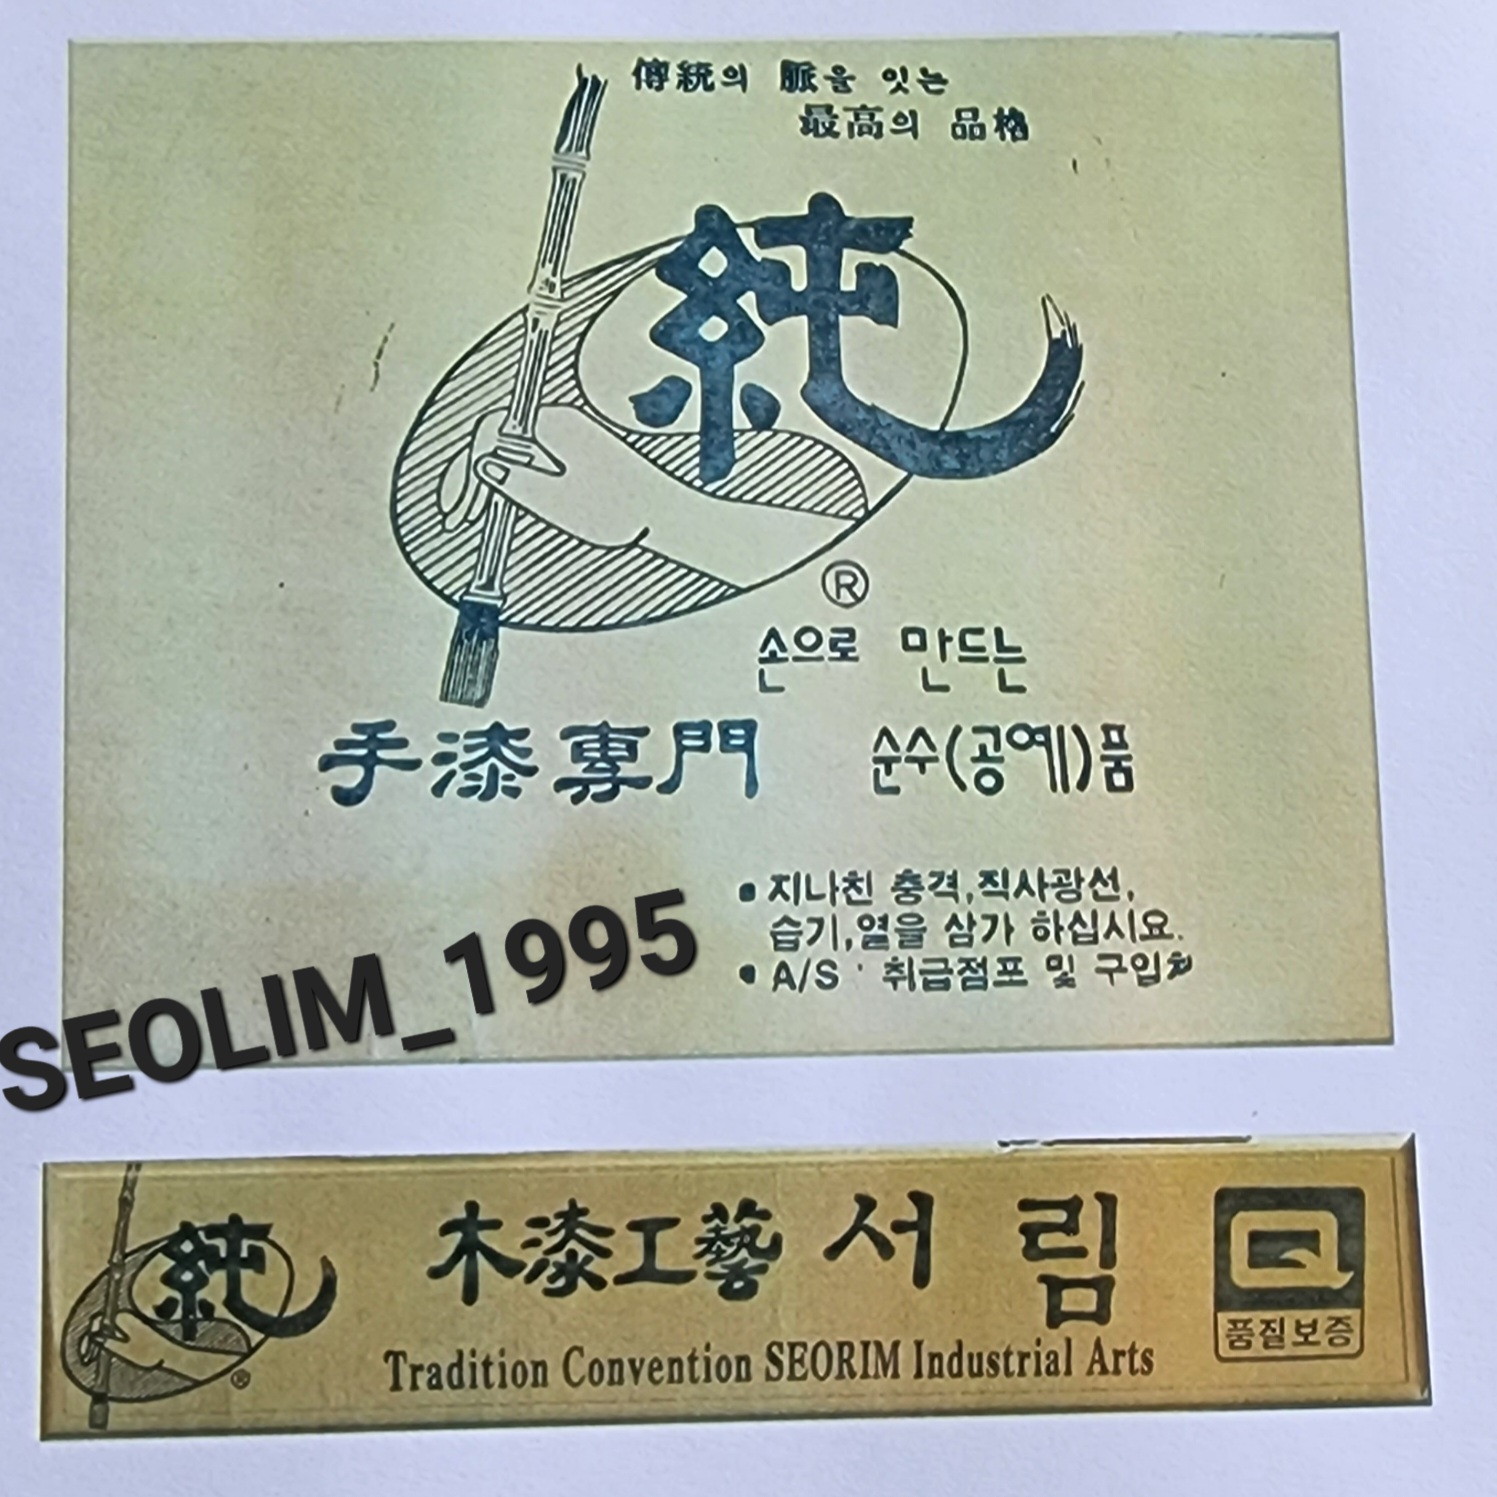 傳統의 脈을 잇는
最高의 品格
純
®
손으로 만드는
手漆專門 순수(공예)품
• 지나친 충격,직사광선,
습기,열을 삼가 하십시요.
• A/S · 취급점포 및 구입처
SEOLIM_1995
純
®
木漆工藝 서림
Tradition Convention SEORIM Industrial Arts
Q
품질보증